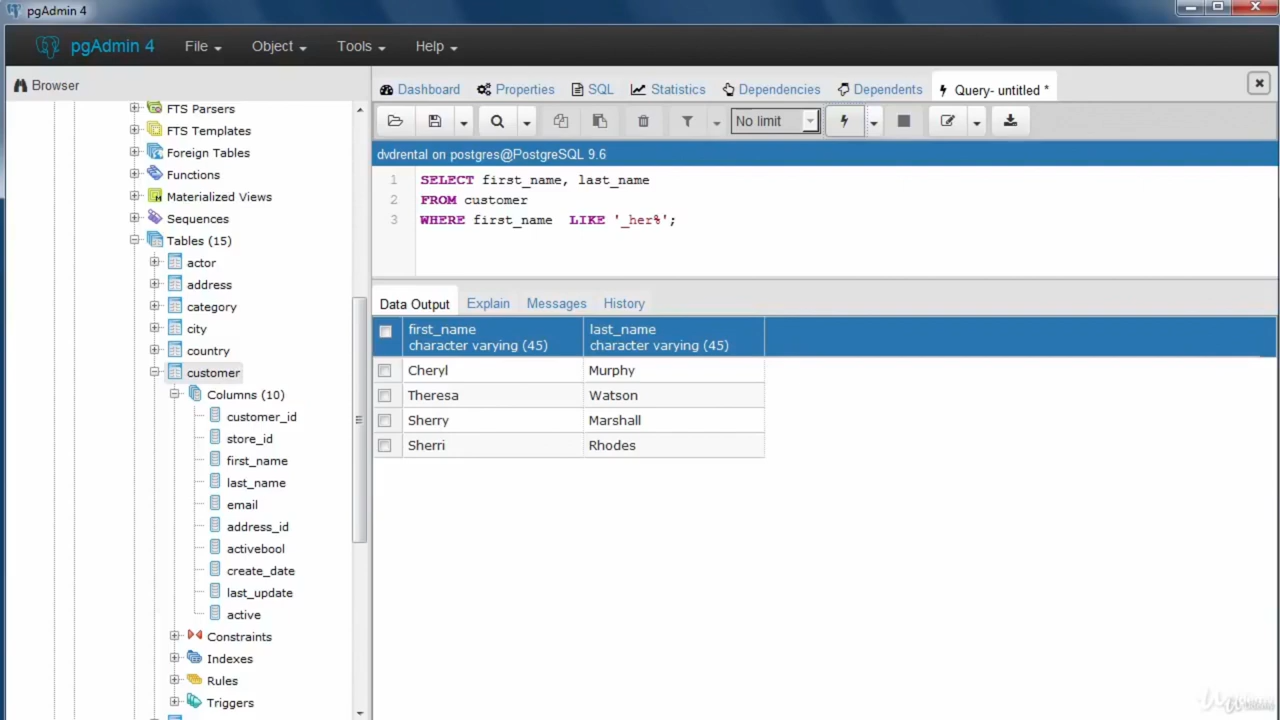 pgAdmin 4
pgAdmin 4 File Object Tools Help
Browser
Dashboard Properties SQL Statistics Dependencies Dependents Query- untitled *
No limit
dvdrental on postgres@PostgreSQL 9.6
1 SELECT first_name, last_name
2 FROM customer
3 WHERE first_name  LIKE '_her%';
FTS Parsers
FTS Templates
Foreign Tables
Functions
Materialized Views
Sequences
Tables (15)
actor
address
category
city
country
customer
Columns (10)
customer_id
store_id
first_name
last_name
email
address_id
activebool
create_date
last_update
active
Constraints
Indexes
Rules
Triggers
Data Output Explain Messages History
first_name last_name
character varying (45) character varying (45)
Cheryl Murphy
Theresa Watson
Sherry Marshall
Sherri Rhodes